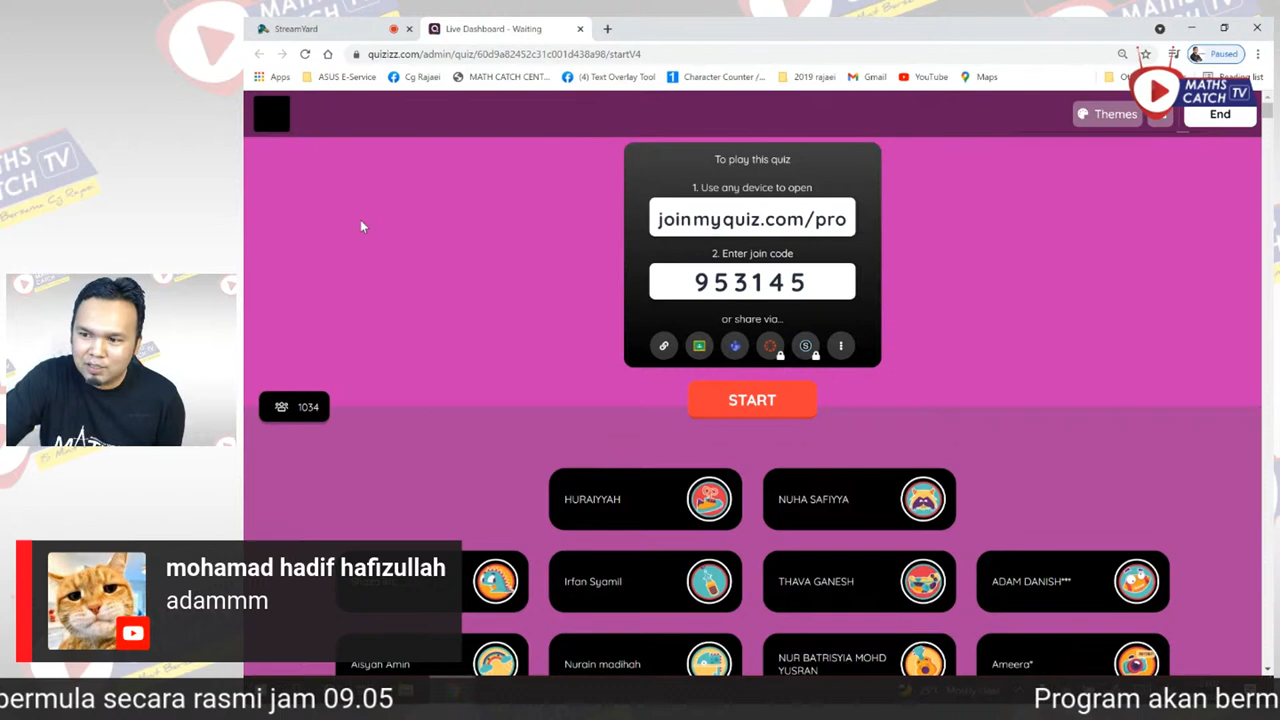 StreamYard
Live Dashboard - Waiting
quizizz.com/admin/quiz/60d9a82452c31c001d438a98/startV4
Paused
Apps
ASUS E-Service
Cg Rajaei
MATH CATCH CENT...
(4) Text Overlay Tool
Character Counter /...
2019 rajaei
Gmail
YouTube
Maps
MATHS
CATCH TV
Themes
End
To play this quiz
1. Use any device to open
joinmyquiz.com/pro
2. Enter join code
953145
or share via...
START
1034
HURAIYYAH
NUHA SAFIYYA
Irfan Syamil
THAVA GANESH
ADAM DANISH***
Aisyah Amin
Nurain madihah
NUR BATRISYIA MOHD
YUSRAN
Ameera*
mohamad hadif hafizullah
adammm
bermula secara rasmi jam 09.05
Program akan berm